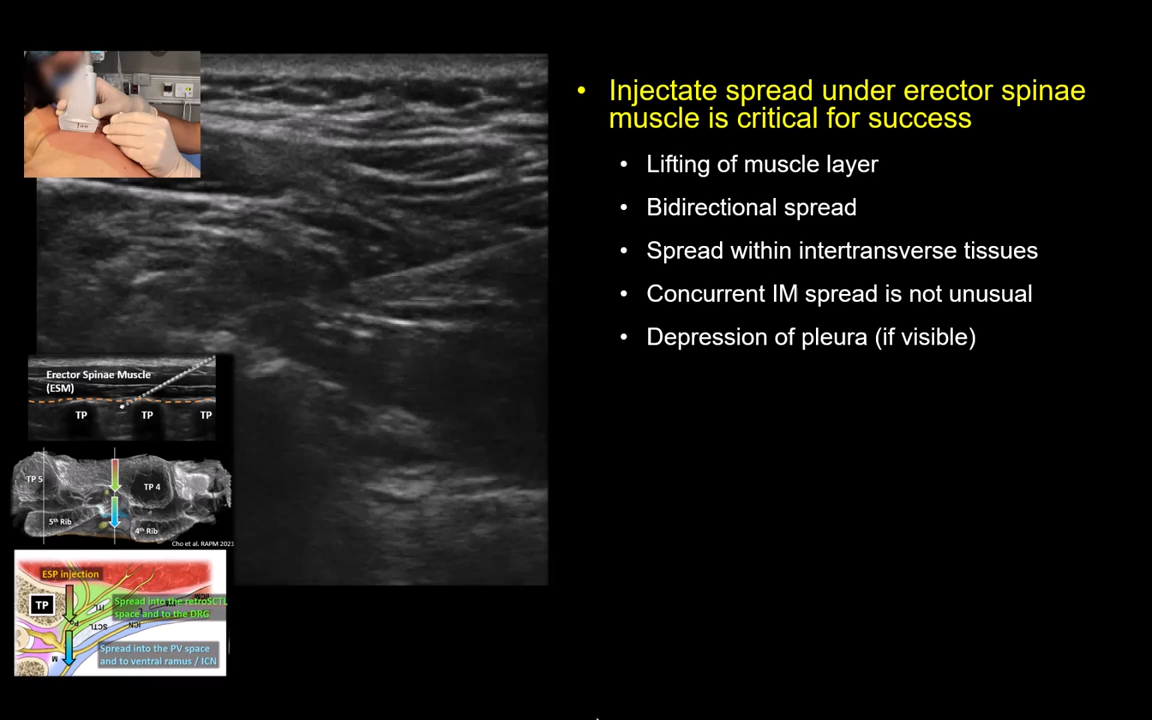 Injectate spread under erector spinae
muscle is critical for success
Lifting of muscle layer
Bidirectional spread
Spread within intertransverse tissues
Concurrent IM spread is not unusual
Depression of pleura (if visible)
Erector Spinae Muscle
(ESM)
TP
TP
TP
TP 5
TP 4
5th Rib
4th Rib
Cho et al. RAPM 2021
ESP injection
TP
Spread into the retroSCTL
space and to the DRG
ITL
SCTL
ICN
Spread into the PV space
and to ventral ramus / ICN
M